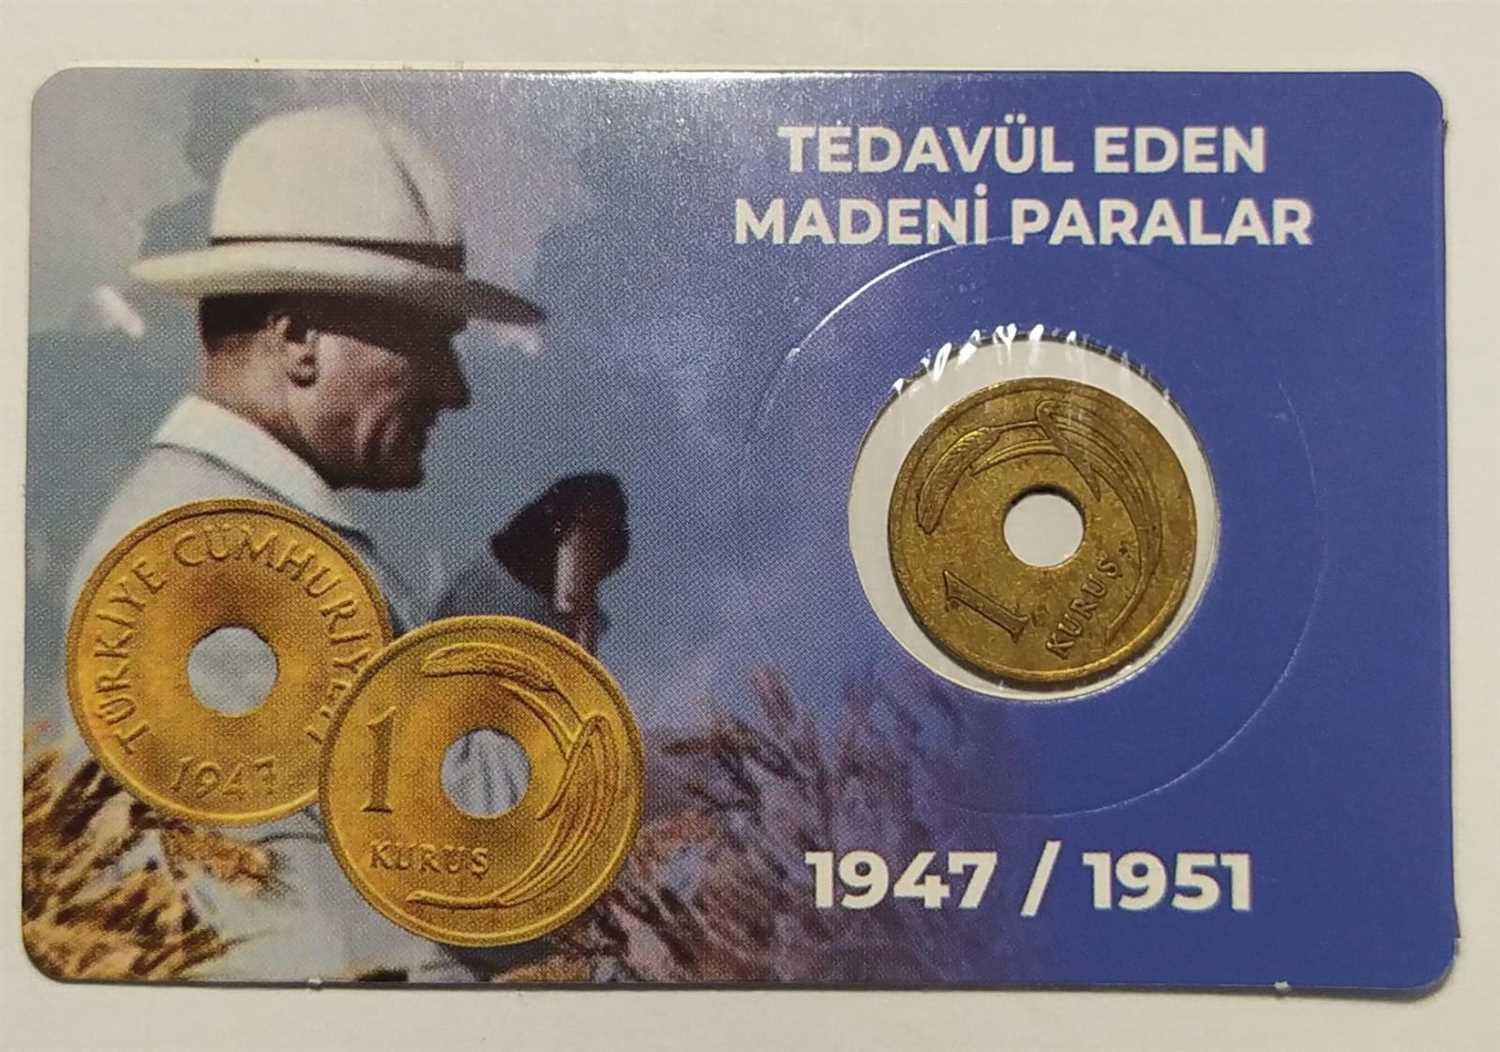 TEDAVÜL EDEN
MADENİ PARALAR
1
KURUŞ
TÜRKİYE CUMHURİYETİ
1947
1
KURUŞ
1947 / 1951